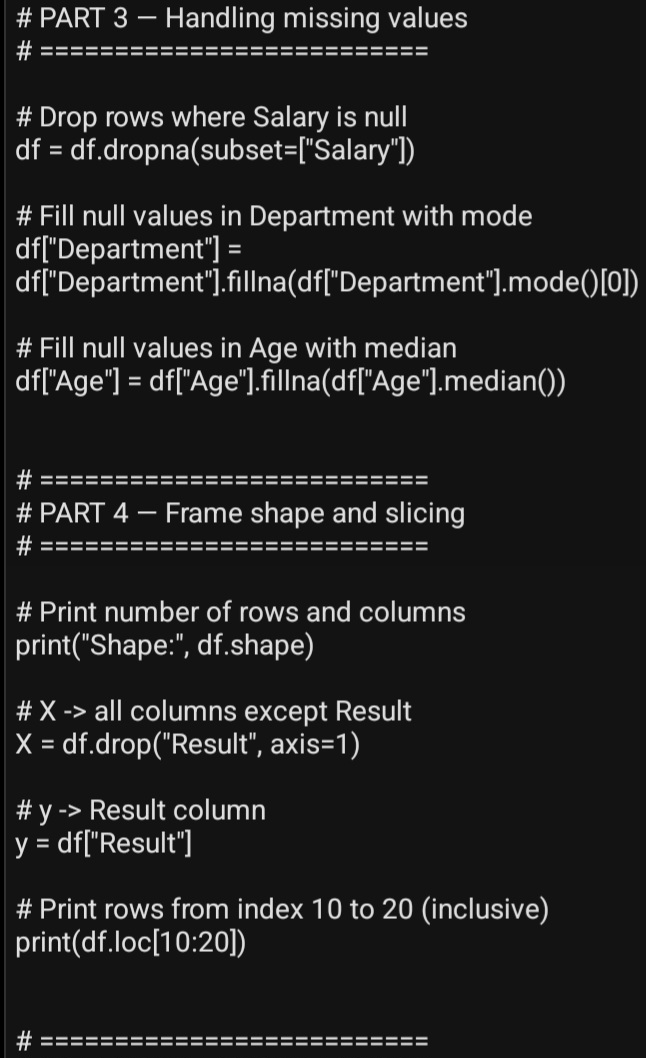 # PART 3 — Handling missing values
# ==========================
# Drop rows where Salary is null
df = df.dropna(subset=["Salary"])
# Fill null values in Department with mode
df["Department"] =
df["Department"].fillna(df["Department"].mode()[0])
# Fill null values in Age with median
df["Age"] = df["Age"].fillna(df["Age"].median())
# ==========================
# PART 4 — Frame shape and slicing
# ==========================
# Print number of rows and columns
print("Shape:", df.shape)
# X -> all columns except Result
X = df.drop("Result", axis=1)
# y -> Result column
y = df["Result"]
# Print rows from index 10 to 20 (inclusive)
print(df.loc[10:20])
# ==========================